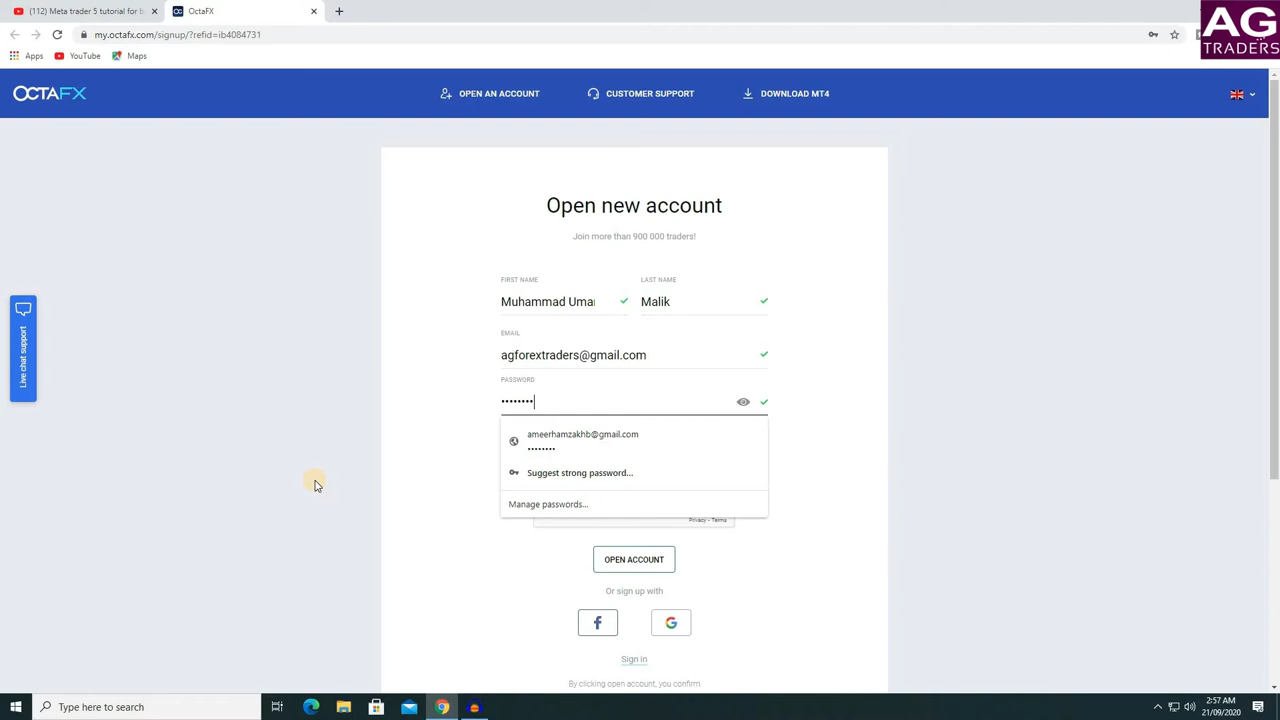 (112) Meta trader 5 tutorial for b
OctaFX
AG
TRADERS
my.octafx.com/signup/?refid=ib4084731
Apps
YouTube
Maps
OCTAFX
OPEN AN ACCOUNT
CUSTOMER SUPPORT
DOWNLOAD MT4
Open new account
Join more than 900 000 traders!
FIRST NAME
LAST NAME
Muhammad Umar
Malik
EMAIL
agforextraders@gmail.com
PASSWORD
••••••••
ameerhamzakhb@gmail.com
••••••••
Suggest strong password...
Manage passwords...
Privacy - Terms
Live chat support
OPEN ACCOUNT
Or sign up with
Sign in
By clicking open account, you confirm
Type here to search
2:57 AM
21/09/2020